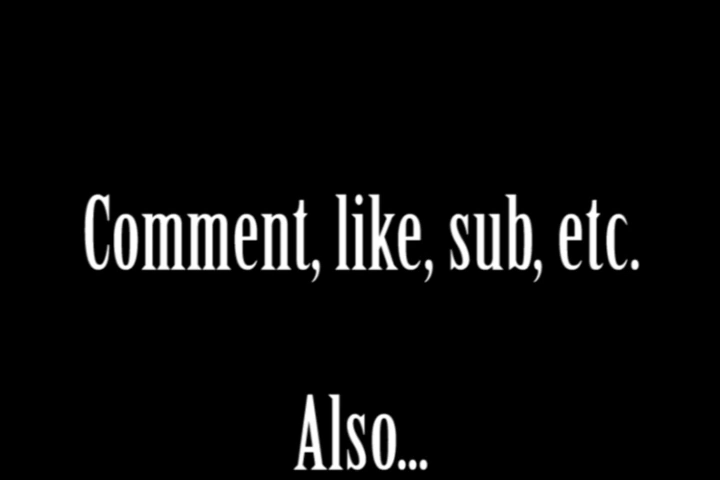 Comment, like, sub, etc.
Also...